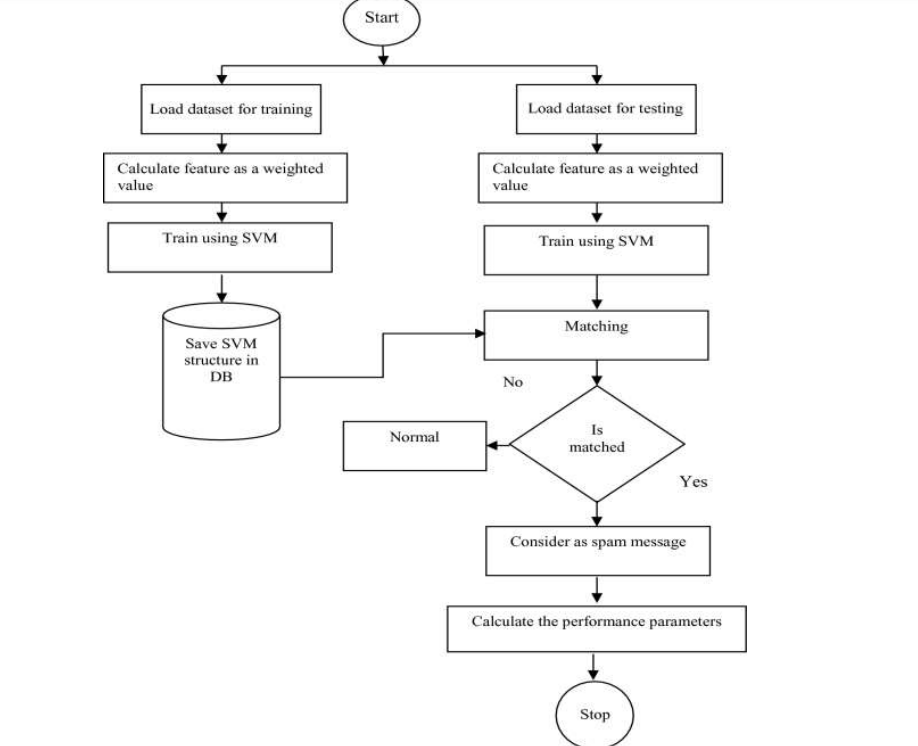 Start
Load dataset for training
Load dataset for testing
Calculate feature as a weighted
value
Calculate feature as a weighted
value
Train using SVM
Train using SVM
Save SVM
structure in
DB
Matching
No
Is
matched
Normal
Yes
Consider as spam message
Calculate the performance parameters
Stop